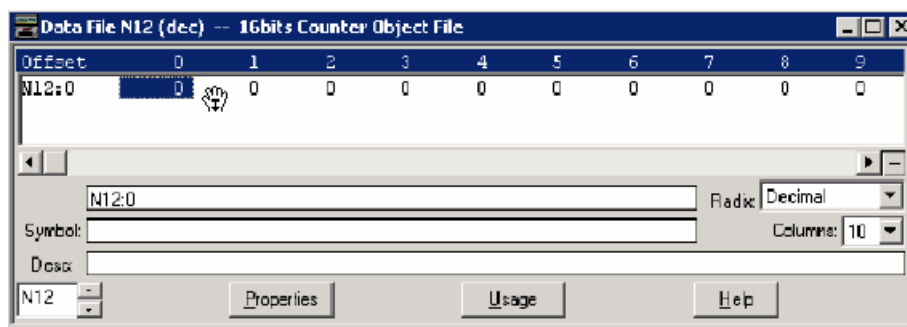 Data File N12 (dec) -- 16bits Counter Object File
Offset 0 1 2 3 4 5 6 7 8 9
N12:0 0 0 0 0 0 0 0 0 0 0
N12:0 Radix: Decimal
Symbol: Columns: 10
Desc:
N12 Properties Usage Help